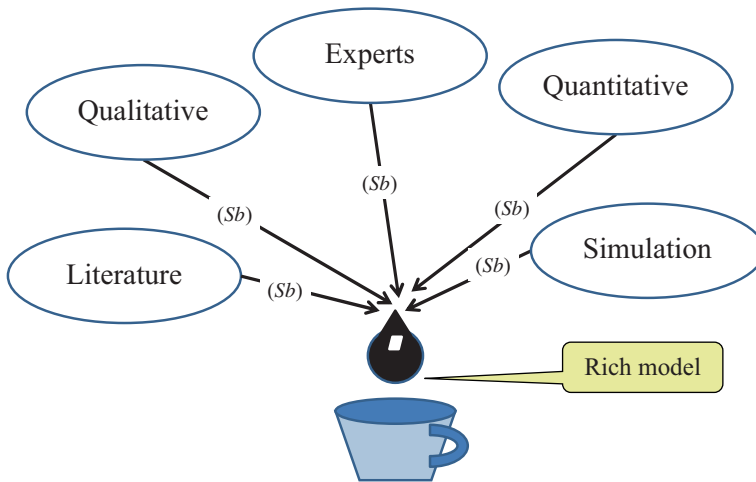 Experts
Qualitative
Quantitative
(Sb)
(Sb)
(Sb)
Literature
(Sb)
(Sb)
Simulation
Rich model